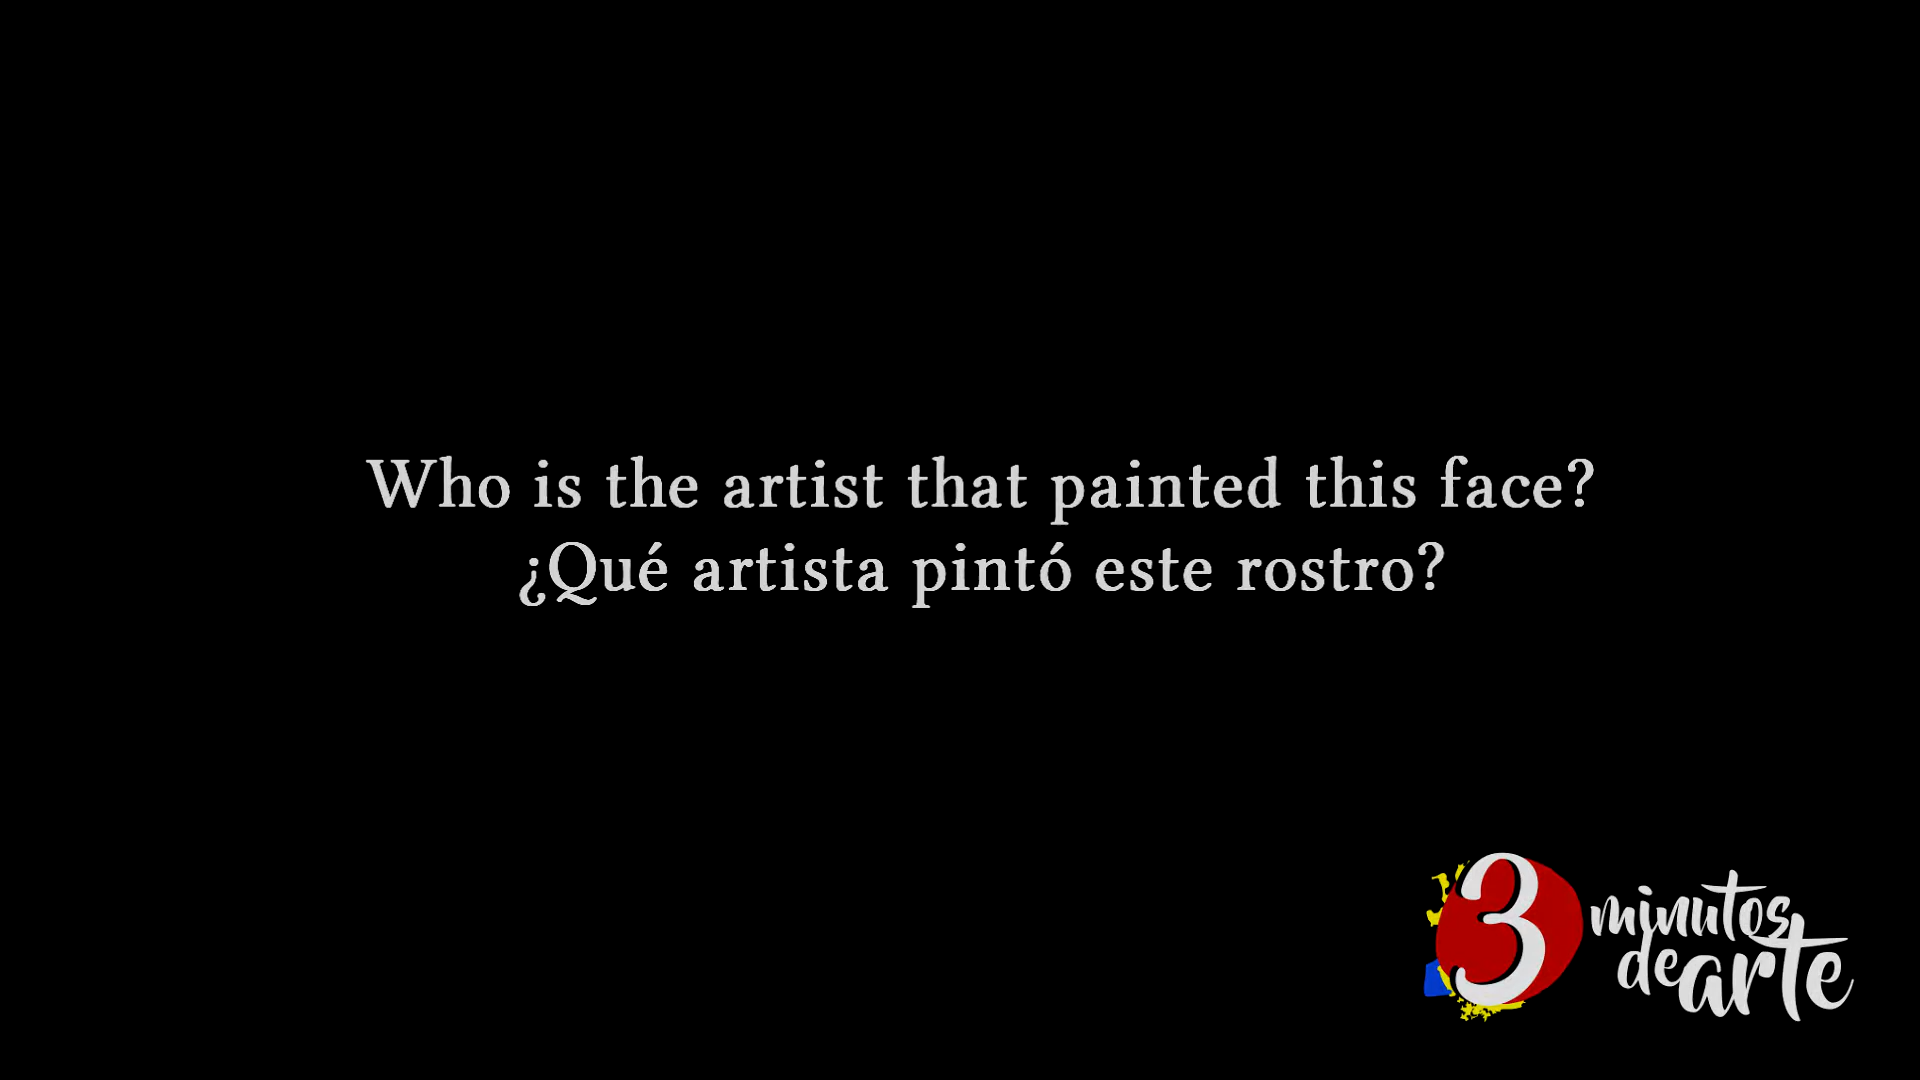 Who is the artist that painted this face?
¿Qué artista pintó este rostro?
3 minutos
de arte